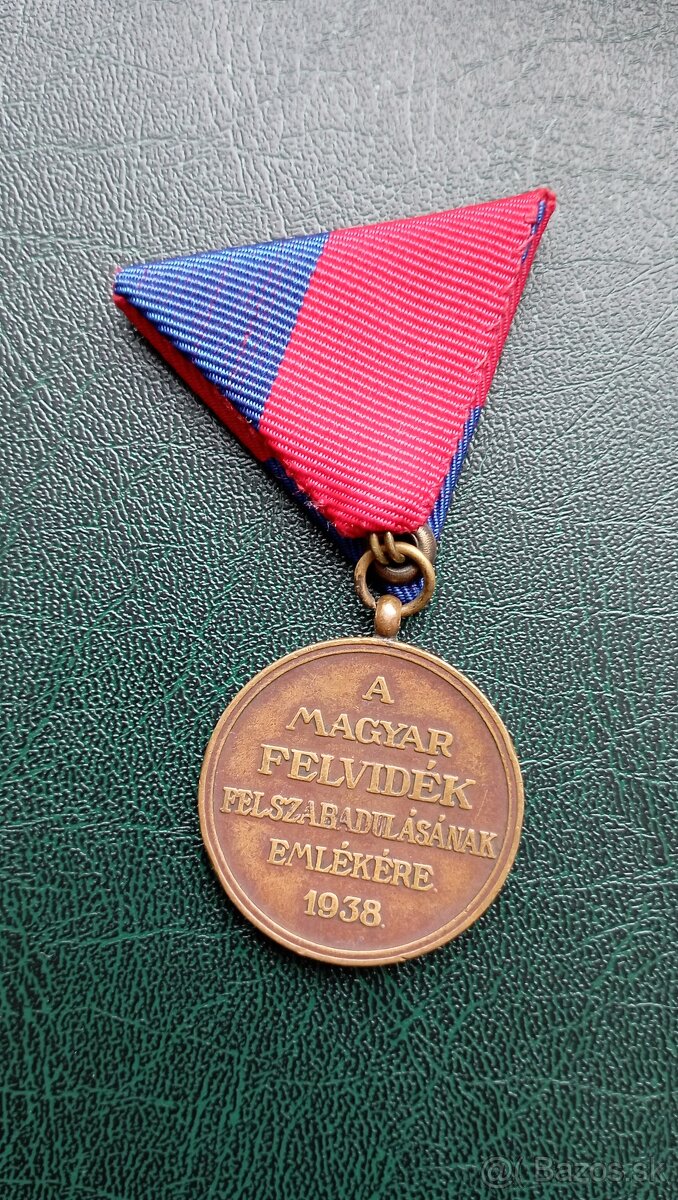 A
MAGYAR
FELVIDÉK
FELSZABADULÁSÁNAK
EMLÉKÉRE
1938
Bazos.sk